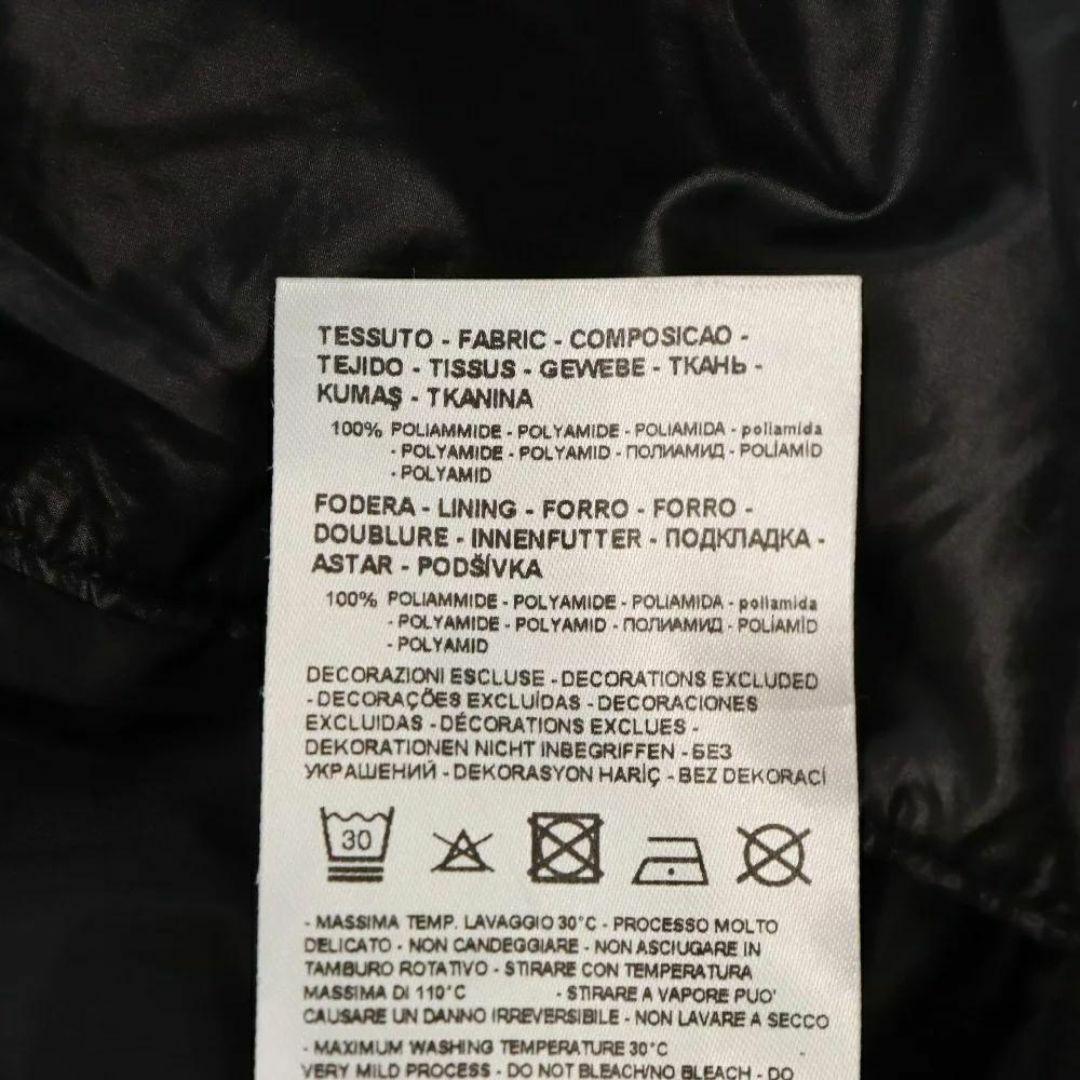 TESSUTO - FABRIC - COMPOSICAO -
TEJIDO - TISSUS - GEWEBE - ТКАНЬ -
KUMAŞ - TKANINA
100% POLIAMMIDE - POLYAMIDE - POLIAMIDA - poliamida
- POLYAMIDE - POLYAMID - ПОЛИАМИД - POLİAMİD
- POLYAMID
FODERA - LINING - FORRO - FORRO -
DOUBLURE - INNENFUTTER - ПОДКЛАДКА -
ASTAR - PODŠÍVKA
100% POLIAMMIDE - POLYAMIDE - POLIAMIDA - poliamida
- POLYAMIDE - POLYAMID - ПОЛИАМИД - POLİAMİD
- POLYAMID
DECORAZIONI ESCLUSE - DECORATIONS EXCLUDED
- DECORAÇÕES EXCLUÍDAS - DECORACIONES
EXCLUIDAS - DÉCORATIONS EXCLUES -
DEKORATIONEN NICHT INBEGRIFFEN - БЕЗ
УКРАШЕНИЙ - DEKORASYON HARİÇ - BEZ DEKORACÍ
30
- MASSIMA TEMP. LAVAGGIO 30°C - PROCESSO MOLTO
DELICATO - NON CANDEGGIARE - NON ASCIUGARE IN
TAMBURO ROTATIVO - STIRARE CON TEMPERATURA
MASSIMA DI 110°C - STIRARE A VAPORE PUO'
CAUSARE UN DANNO IRREVERSIBILE - NON LAVARE A SECCO
- MAXIMUM WASHING TEMPERATURE 30°C -
VERY MILD PROCESS - DO NOT BLEACH/NO BLEACH - DO